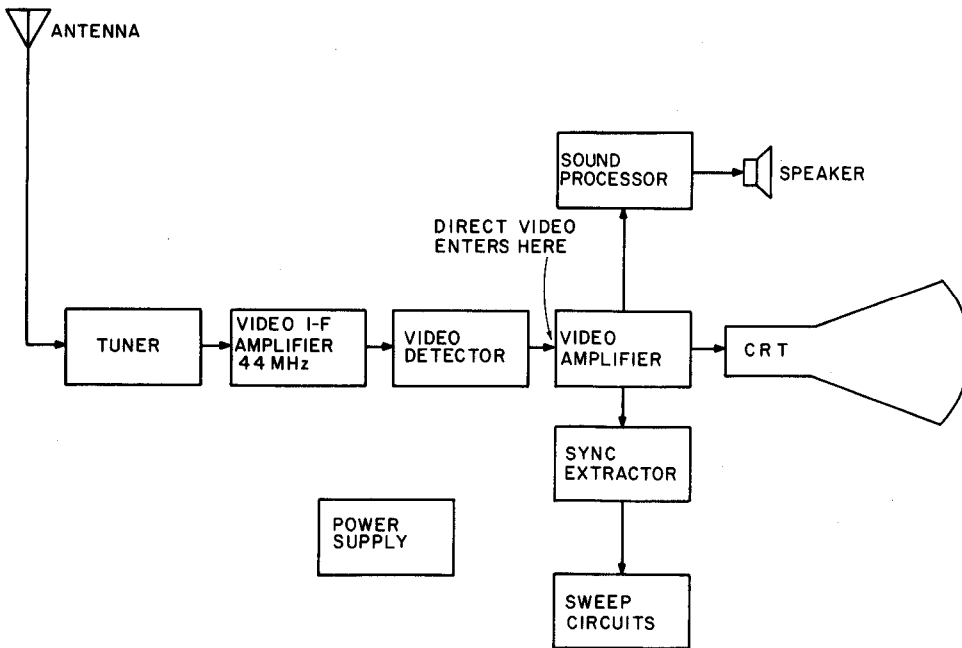 ANTENNA
SOUND
PROCESSOR
SPEAKER
DIRECT VIDEO
ENTERS HERE
TUNER
VIDEO I-F
AMPLIFIER
44 MHz
VIDEO
DETECTOR
VIDEO
AMPLIFIER
CRT
SYNC
EXTRACTOR
POWER
SUPPLY
SWEEP
CIRCUITS